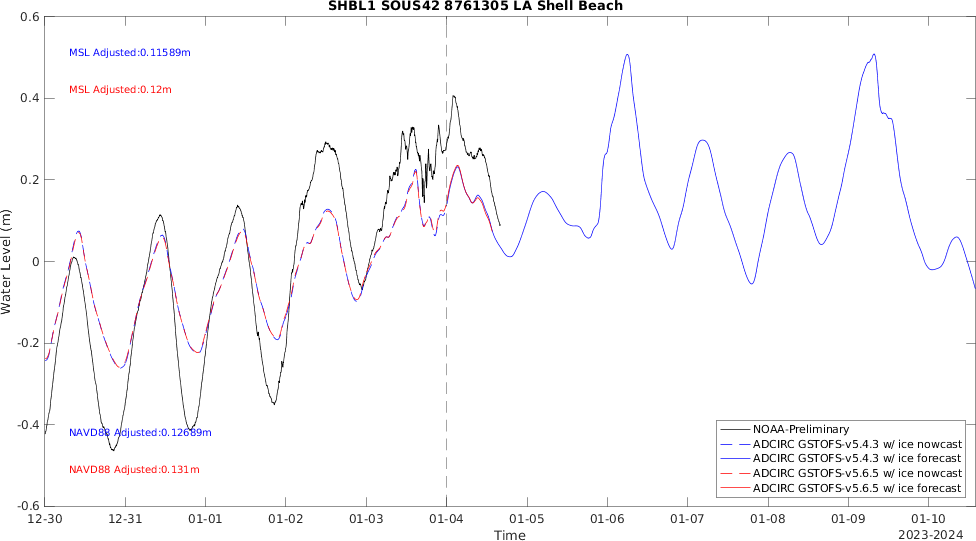 SHBL1 SOUS42 8761305 LA Shell Beach
0.6
0.4
0.2
0
-0.2
-0.4
-0.6
Water Level (m)
MSL Adjusted:0.11589m
MSL Adjusted:0.12m
NAVD88 Adjusted:0.12689m
NAVD88 Adjusted:0.131m
NOAA-Preliminary
ADCIRC GSTOFS-v5.4.3 w/ ice nowcast
ADCIRC GSTOFS-v5.4.3 w/ ice forecast
ADCIRC GSTOFS-v5.6.5 w/ ice nowcast
ADCIRC GSTOFS-v5.6.5 w/ ice forecast
12-30 12-31 01-01 01-02 01-03 01-04 01-05 01-06 01-07 01-08 01-09 01-10
Time
2023-2024